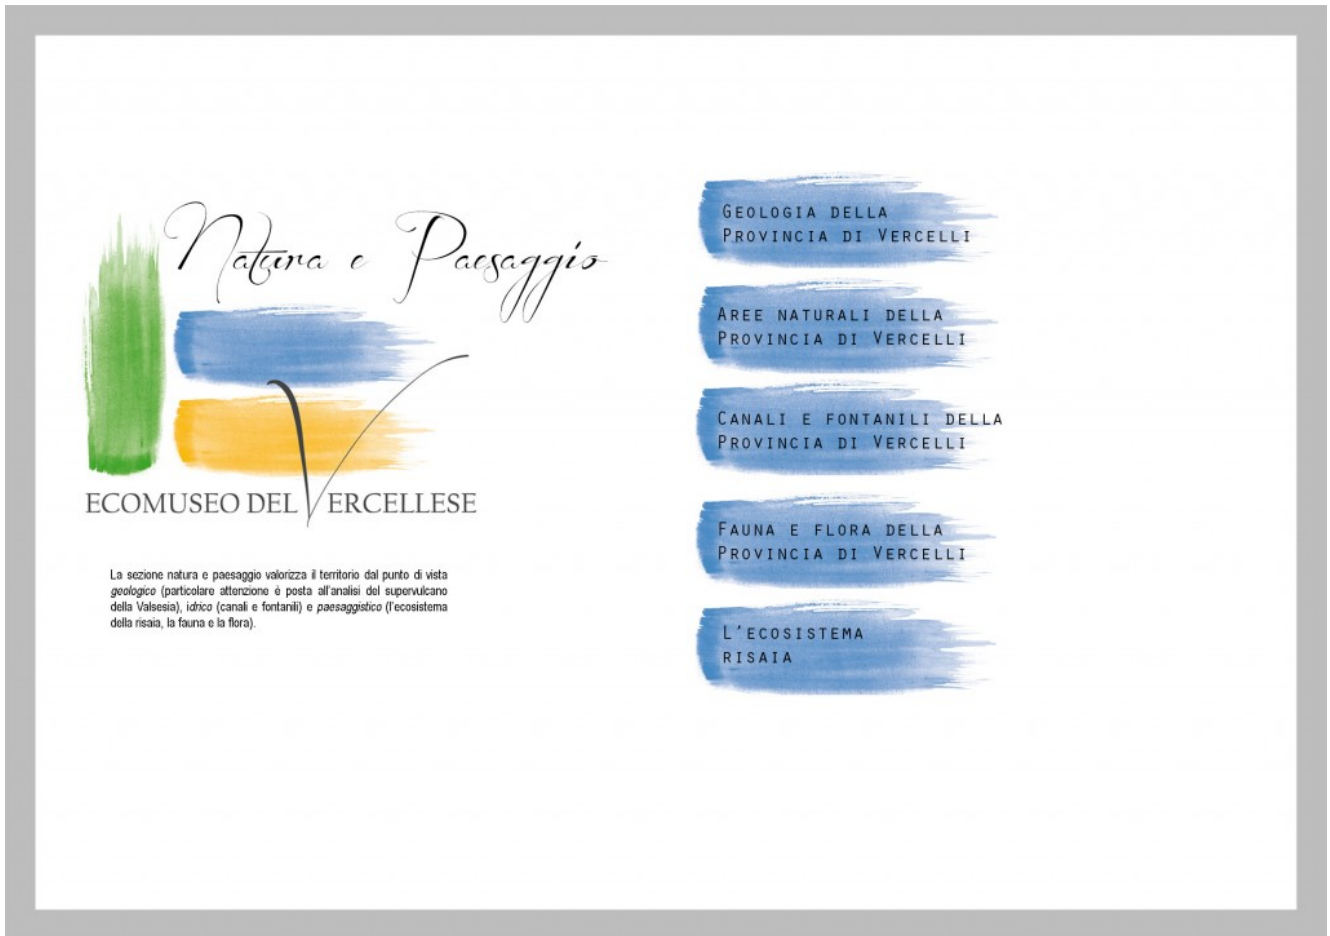 Natura e Paesaggio
ECOMUSEO DEL VERCELLESE
La sezione natura e paesaggio valorizza il territorio dal punto di vista
geologico (particolare attenzione è posta all'analisi del supervulcano
della Valsesia), idrico (canali e fontanili) e paesaggistico (l'ecosistema
della risaia, la fauna e la flora).
GEOLOGIA DELLA
PROVINCIA DI VERCELLI
AREE NATURALI DELLA
PROVINCIA DI VERCELLI
CANALI E FONTANILI DELLA
PROVINCIA DI VERCELLI
FAUNA E FLORA DELLA
PROVINCIA DI VERCELLI
L'ECOSISTEMA
RISAIA